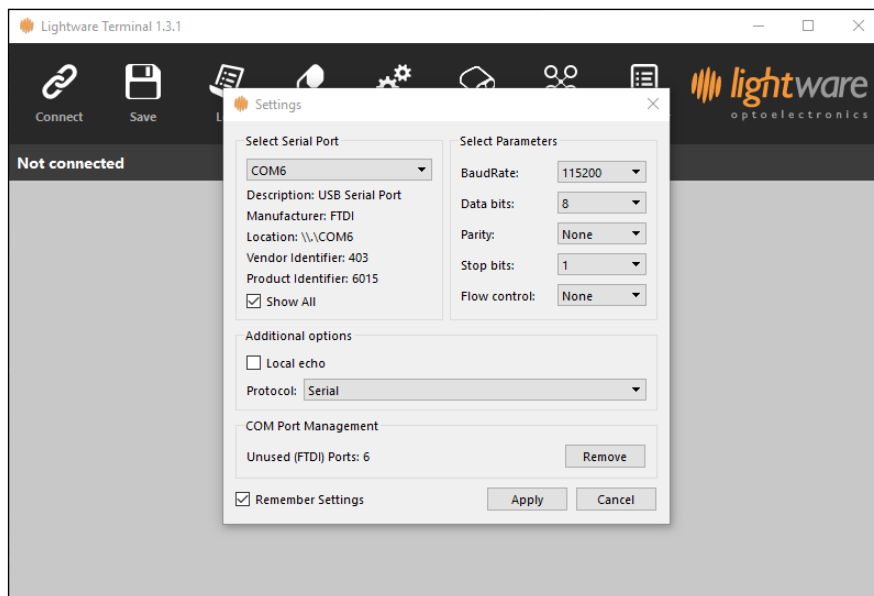 Lightware Terminal 1.3.1
Connect
Save
lightware
optoelectronics
Not connected
Settings
Select Serial Port
COM6
Description: USB Serial Port
Manufacturer: FTDI
Location: \\.\COM6
Vendor Identifier: 403
Product Identifier: 6015
Show All
Select Parameters
BaudRate: 115200
Data bits: 8
Parity: None
Stop bits: 1
Flow control: None
Additional options
Local echo
Protocol: Serial
COM Port Management
Unused (FTDI) Ports: 6
Remove
Remember Settings
Apply
Cancel